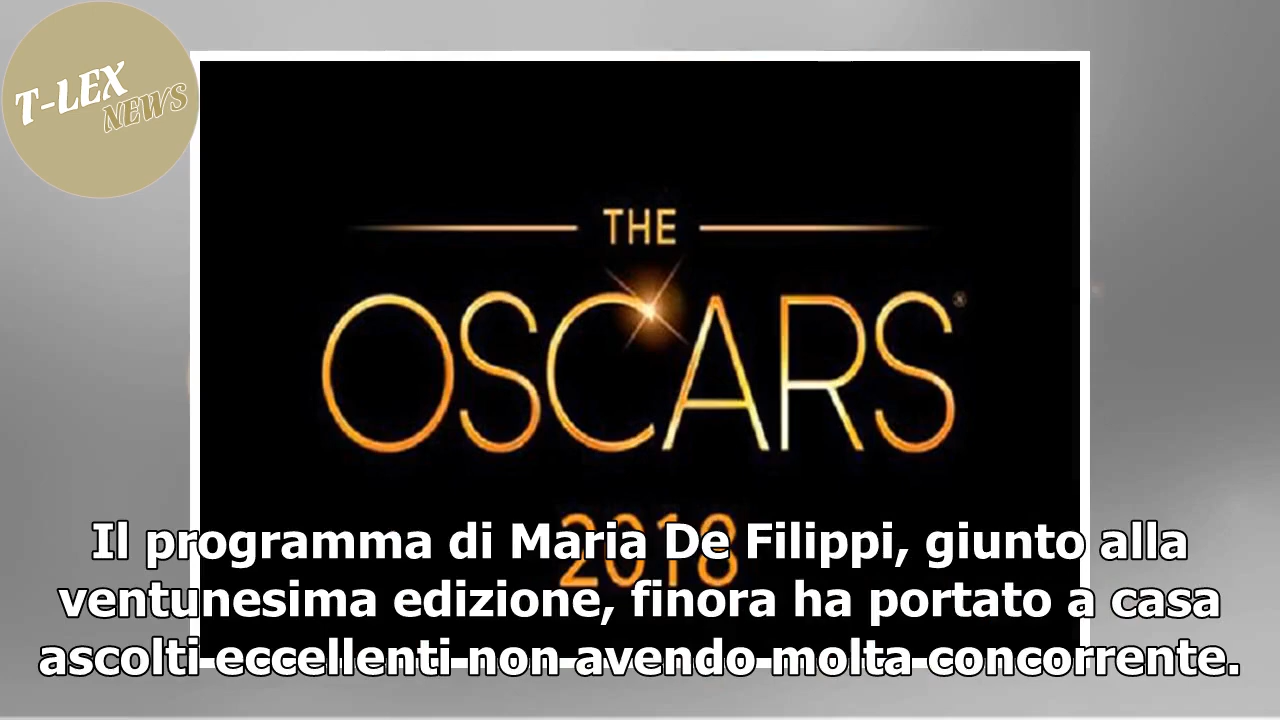 T-LEX
NEWS
THE
OSCARS®
2018
Il programma di Maria De Filippi, giunto alla
ventunesima edizione, finora ha portato a casa
ascolti eccellenti non avendo molta concorrente.